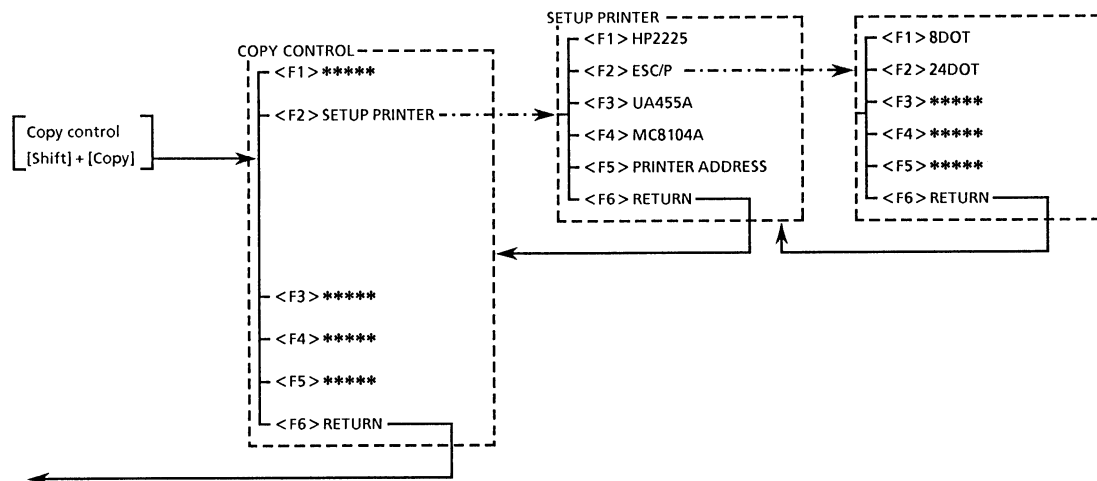 Copy control
[Shift] + [Copy]
COPY CONTROL
<F1> *****
<F2> SETUP PRINTER
<F3> *****
<F4> *****
<F5> *****
<F6> RETURN
SETUP PRINTER
<F1> HP2225
<F2> ESC/P
<F3> UA455A
<F4> MC8104A
<F5> PRINTER ADDRESS
<F6> RETURN
<F1> 8DOT
<F2> 24DOT
<F3> *****
<F4> *****
<F5> *****
<F6> RETURN